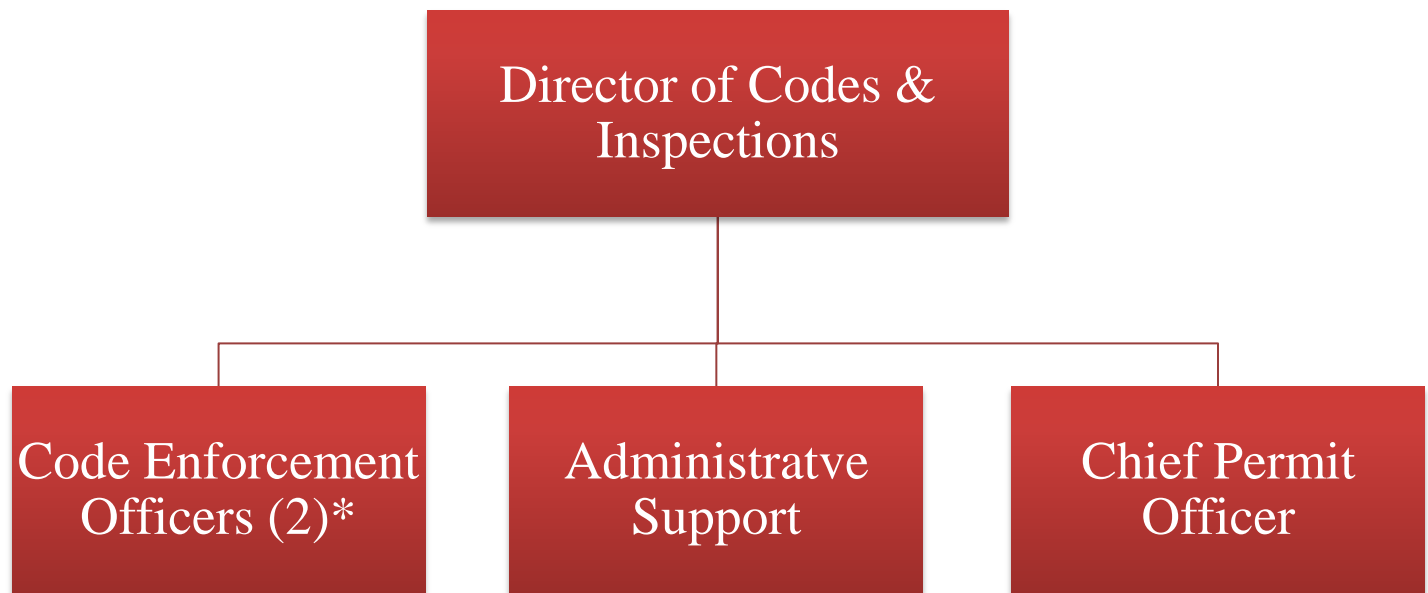 Director of Codes &
Inspections
Code Enforcement
Officers (2)*
Administratve
Support
Chief Permit
Officer